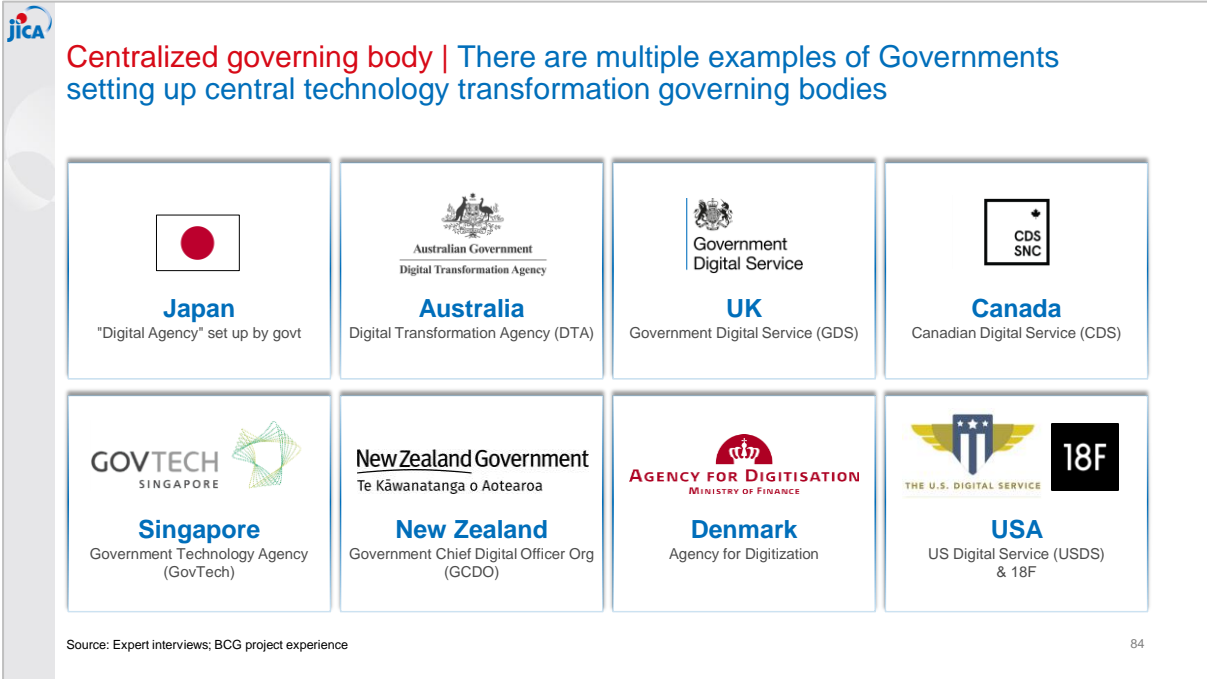 jICA
Centralized governing body | There are multiple examples of Governments
setting up central technology transformation governing bodies
Japan
"Digital Agency" set up by govt
Australian Government
Digital Transformation Agency
Australia
Digital Transformation Agency (DTA)
Government
Digital Service
UK
Government Digital Service (GDS)
CDS
SNC
Canada
Canadian Digital Service (CDS)
GOVTECH
SINGAPORE
Singapore
Government Technology Agency
(GovTech)
New Zealand Government
Te Kāwanatanga o Aotearoa
New Zealand
Government Chief Digital Officer Org
(GCDO)
AGENCY FOR DIGITISATION
MINISTRY OF FINANCE
Denmark
Agency for Digitization
THE U.S. DIGITAL SERVICE
18F
USA
US Digital Service (USDS)
& 18F
Source: Expert interviews; BCG project experience
84